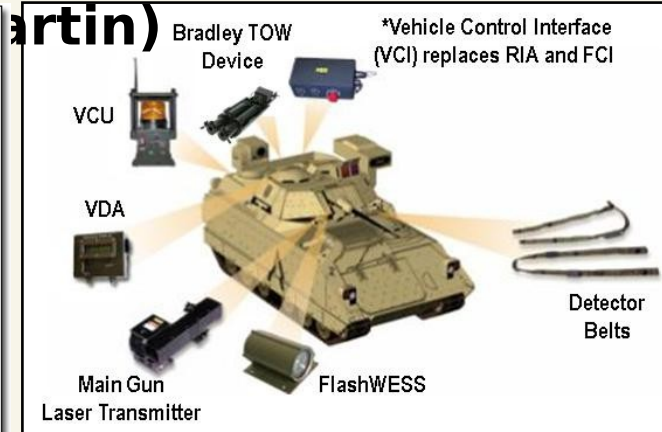 artin)
Bradley TOW
Device
*Vehicle Control Interface
(VCI) replaces RIA and FCI
VCU
VDA
Detector
Belts
Main Gun
Laser Transmitter
FlashWESS